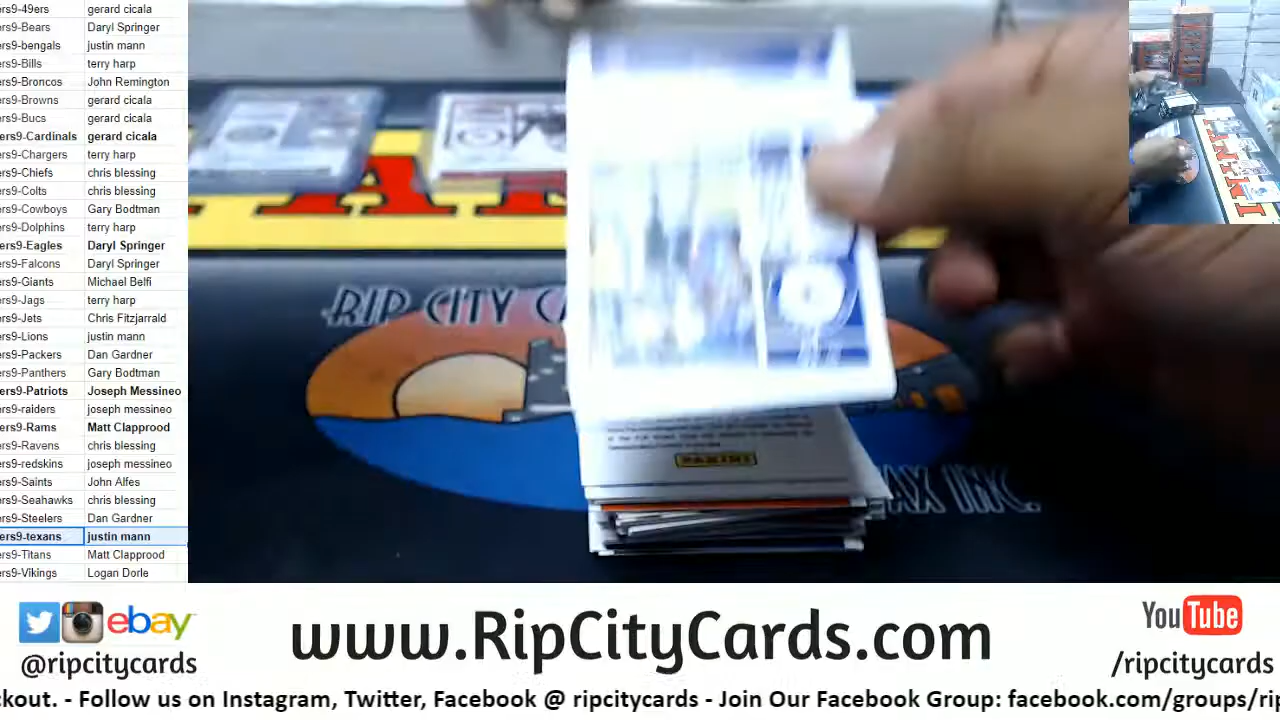 ers9-49ers gerard cicala
ers9-Bears Daryl Springer
ers9-bengals justin mann
ers9-Bills terry harp
ers9-Broncos John Remington
ers9-Browns gerard cicala
ers9-Bucs gerard cicala
ers9-Cardinals gerard cicala
ers9-Chargers terry harp
ers9-Chiefs chris blessing
ers9-Colts chris blessing
ers9-Cowboys Gary Bodtman
ers9-Dolphins terry harp
ers9-Eagles Daryl Springer
ers9-Falcons Daryl Springer
ers9-Giants Michael Belfi
ers9-Jags terry harp
ers9-Jets Chris Fitzjarrald
ers9-Lions justin mann
ers9-Packers Dan Gardner
ers9-Panthers Gary Bodtman
ers9-Patriots Joseph Messineo
ers9-raiders joseph messineo
ers9-Rams Matt Clapprood
ers9-Ravens chris blessing
ers9-redskins joseph messineo
ers9-Saints John Alfes
ers9-Seahawks chris blessing
ers9-Steelers Dan Gardner
ers9-texans justin mann
ers9-Titans Matt Clapprood
ers9-Vikings Logan Dorle
RIP CITY CA
AX INC.
PANINI
ebay
@ripcitycards
www.RipCityCards.com
YouTube
/ripcitycards
ckout. - Follow us on Instagram, Twitter, Facebook @ ripcitycards - Join Our Facebook Group: facebook.com/groups/rip